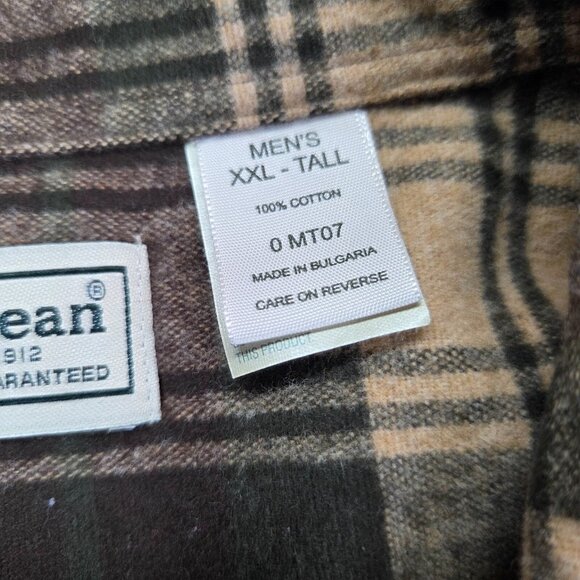 MEN'S
XXL - TALL
100% COTTON
0 MT07
MADE IN BULGARIA
CARE ON REVERSE
THIS PRODUCT
ean®
912
ARANTEED